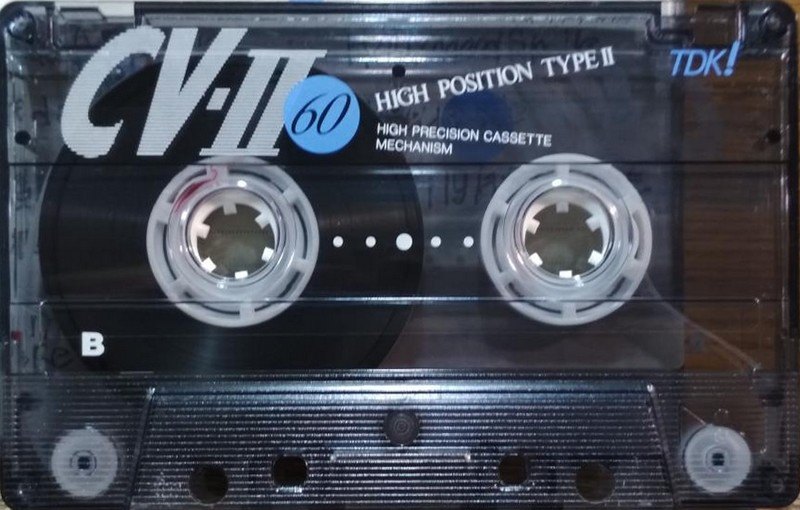 CV·II
60
HIGH POSITION TYPE II
TDK!
HIGH PRECISION CASSETTE
MECHANISM
B